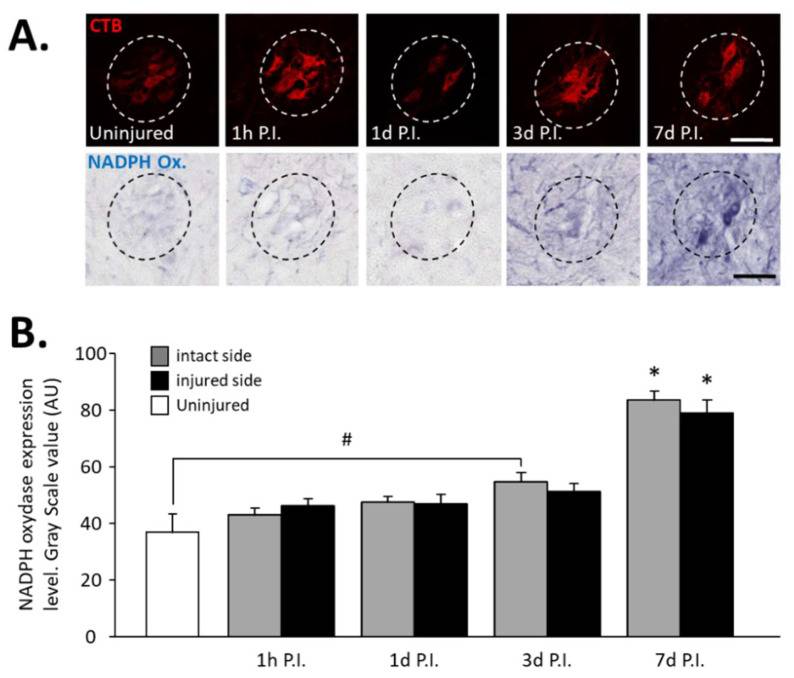 A.
CTB
Uninjured
1h P.I.
1d P.I.
3d P.I.
7d P.I.
NADPH Ox.
B.
NADPH oxydase expression
level. Gray Scale value (AU)
100
80
60
40
20
0
intact side
injured side
Uninjured
#
*
*
1h P.I.
1d P.I.
3d P.I.
7d P.I.